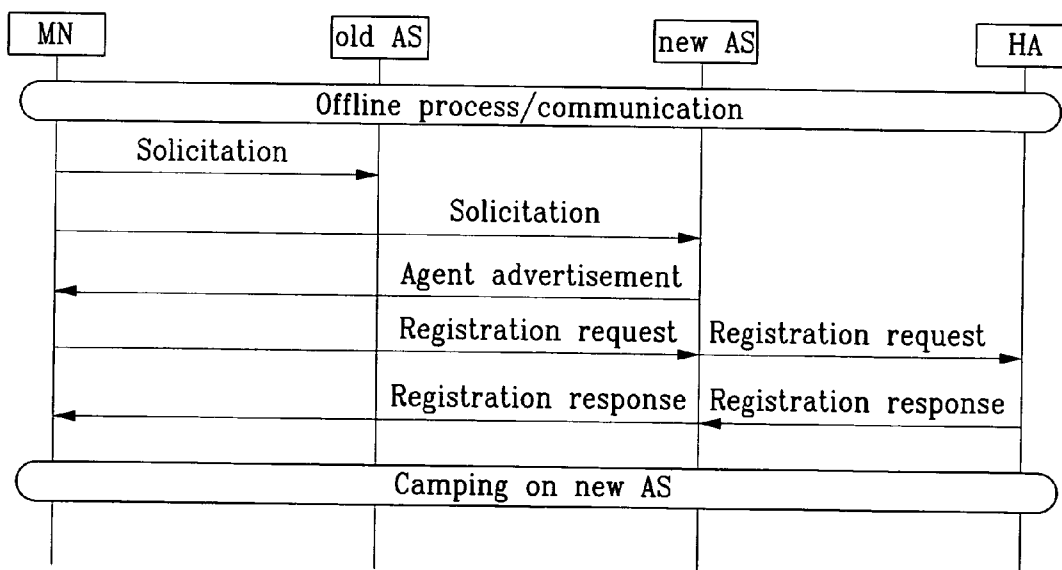 MN
old AS
new AS
HA
Offline process/communication
Solicitation
Solicitation
Agent advertisement
Registration request
Registration request
Registration response
Registration response
Camping on new AS